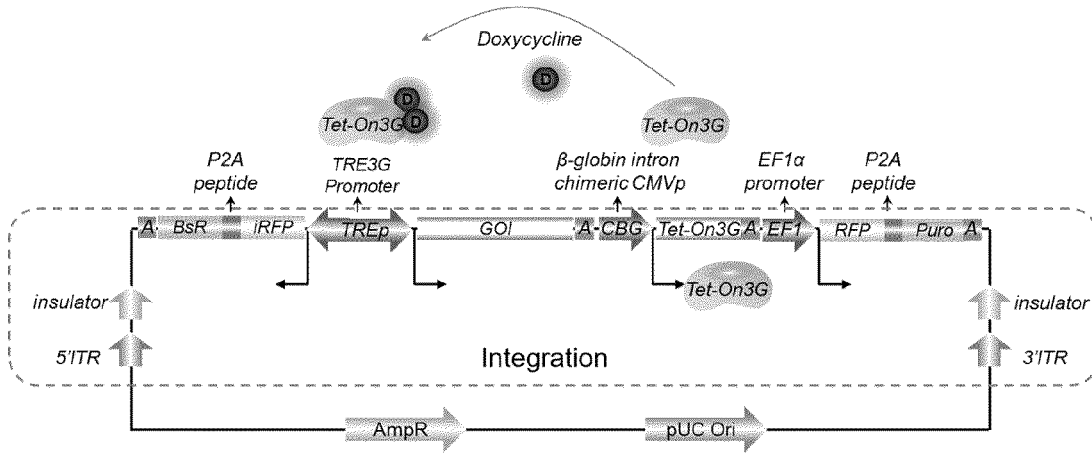 Doxycycline
D
D
D
Tet-On3G
Tet-On3G
P2A
peptide
TRE3G
Promoter
β-globin intron
chimeric CMVp
EF1α
promoter
P2A
peptide
A BsR iRFP TREp GOI A CBG Tet-On3G A EF1 RFP Puro A
Tet-On3G
insulator
insulator
5'ITR
Integration
3'ITR
AmpR
pUC Ori